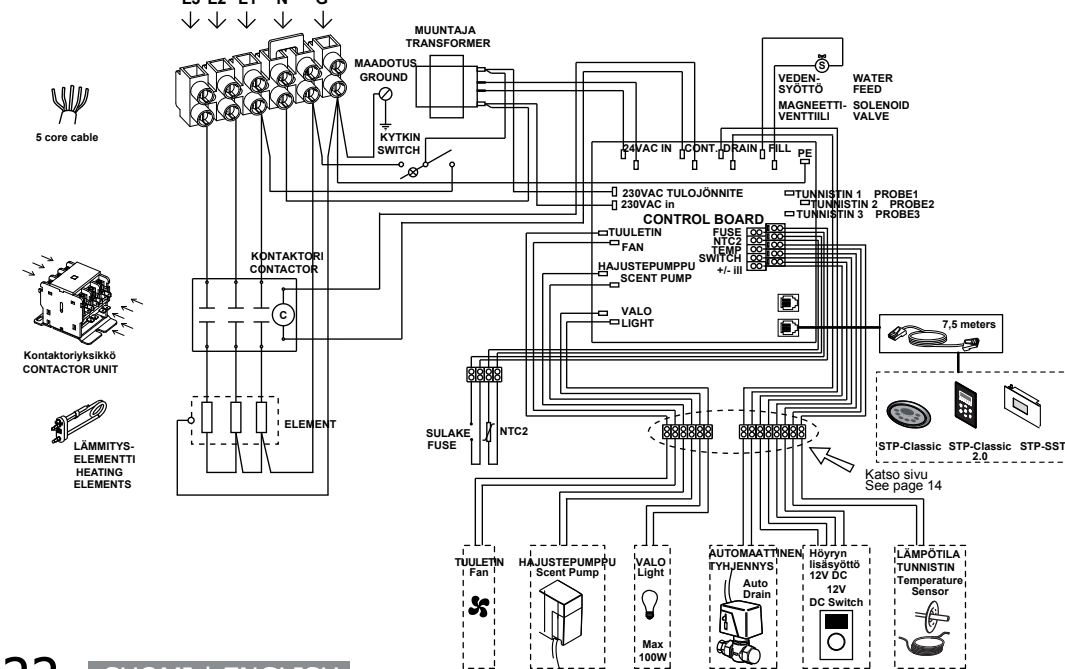 L3 L2 L1 N G
MUUNTAJA
TRANSFORMER
MAADOTUS
GROUND
KYTKIN
SWITCH
5 core cable
VEDEN-
SYÖTTÖ
MAGNEETTI-
VENTTIILI
WATER
FEED
SOLENOID
VALVE
S
24VAC IN
CONT.
DRAIN
FILL
PE
230VAC TULOJÖNNITE
230VAC in
TUNNISTIN 1 PROBE1
TUNNISTIN 2 PROBE2
TUNNISTIN 3 PROBE3
CONTROL BOARD
TUULETIN
FAN
FUSE
NTC2
TEMP
SWITCH
+/- ill
HAJUSTEPUMPPU
SCENT PUMP
VALO
LIGHT
KONTAKTORI
CONTACTOR
C
Kontaktoriyksikkö
CONTACTOR UNIT
7,5 meters
ELEMENT
LÄMMITYS-
ELEMENTTI
HEATING
ELEMENTS
SULAKE
FUSE
NTC2
STP-Classic
STP-Classic
2.0
STP-SST
Katso sivu
See page 14
TUULETIN
Fan
HAJUSTEPUMPPU
Scent Pump
VALO
Light
Max
100W
AUTOMAATTINEN
TYHJENNYS
Auto
Drain
Höyryn
lisäsyöttö
12V DC
12V
DC Switch
LÄMPÖTILA
TUNNISTIN
Temperature
Sensor